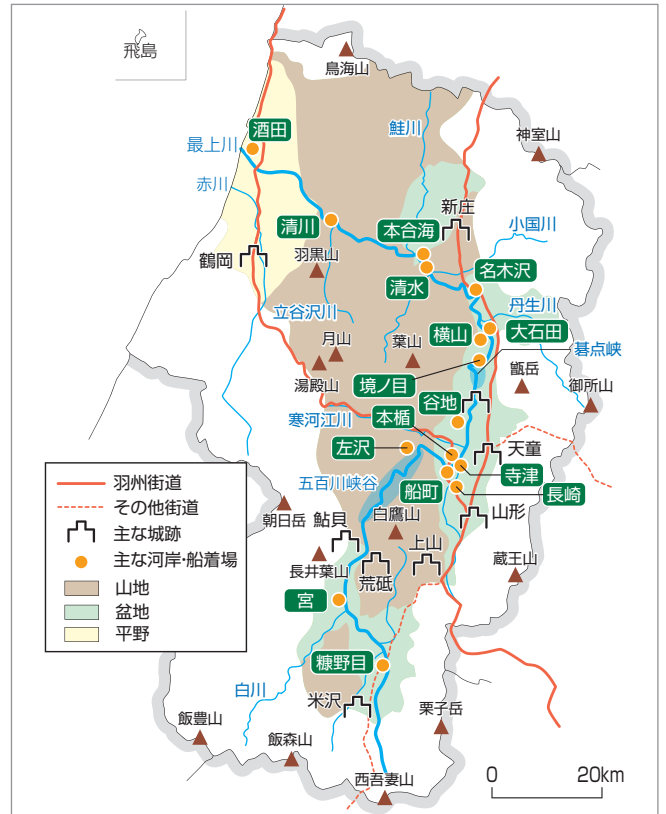 飛島
鳥海山
鮭川
神室山
酒田
最上川
赤川
新庄
清川
本合海
小国川
鶴岡
羽黒山
清水
名木沢
立谷沢川
丹生川
横山
大石田
月山
葉山
碁点峡
湯殿山
境ノ目
甑岳
御所山
谷地
寒河江川
本楯
天童
左沢
寺津
五百川峡谷
船町
長崎
羽州街道
その他街道
主な城跡
主な河岸・船着場
山地
盆地
平野
朝日岳
鮎貝
白鷹山
山形
上山
長井葉山
荒砥
蔵王山
宮
糠野目
白川
米沢
栗子岳
飯豊山
飯森山
西吾妻山
0 20km